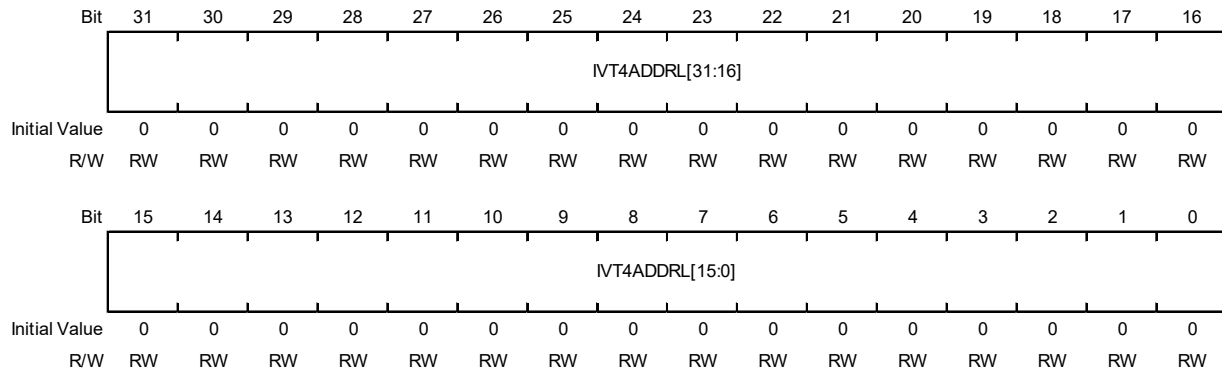 Bit 31 30 29 28 27 26 25 24 23 22 21 20 19 18 17 16
IVT4ADDRL[31:16]
Initial Value 0 0 0 0 0 0 0 0 0 0 0 0 0 0 0 0
R/W RW RW RW RW RW RW RW RW RW RW RW RW RW RW RW RW
Bit 15 14 13 12 11 10 9 8 7 6 5 4 3 2 1 0
IVT4ADDRL[15:0]
Initial Value 0 0 0 0 0 0 0 0 0 0 0 0 0 0 0 0
R/W RW RW RW RW RW RW RW RW RW RW RW RW RW RW RW RW